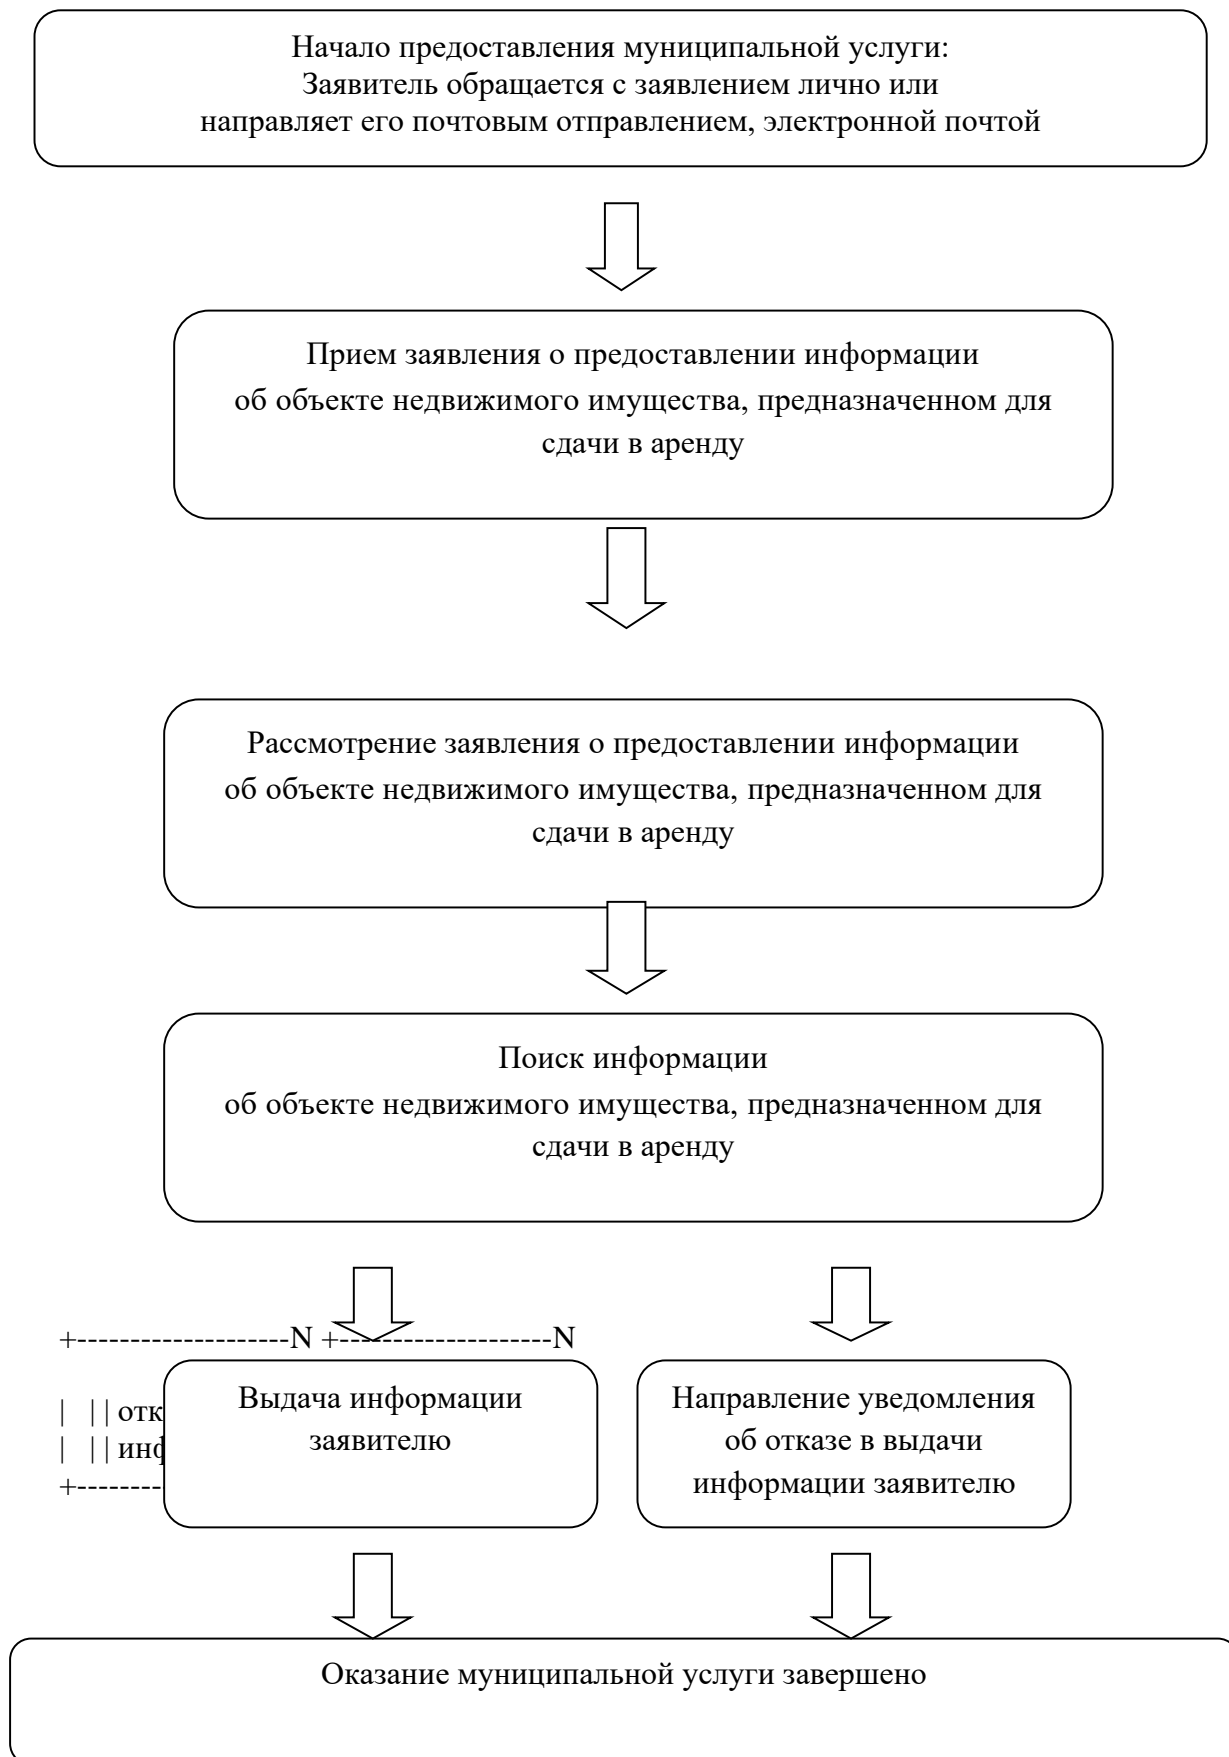 Начало предоставления муниципальной услуги:
Заявитель обращается с заявлением лично или
направляет его почтовым отправлением, электронной почтой
Прием заявления о предоставлении информации
об объекте недвижимого имущества, предназначенном для
сдачи в аренду
Рассмотрение заявления о предоставлении информации
об объекте недвижимого имущества, предназначенном для
сдачи в аренду
Поиск информации
об объекте недвижимого имущества, предназначенном для
сдачи в аренду
+--------------------N +--------------------N
| | | отк
| | | инф
+--------
Выдача информации
заявителю
Направление уведомления
об отказе в выдачи
информации заявителю
Оказание муниципальной услуги завершено